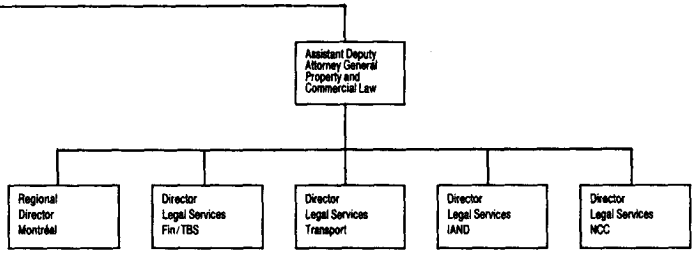 Assistant Deputy
Attorney General
Property and
Commercial Law
Regional
Director
Montréal
Director
Legal Services
Fin/TBS
Director
Legal Services
Transport
Director
Legal Services
IAND
Director
Legal Services
NCC